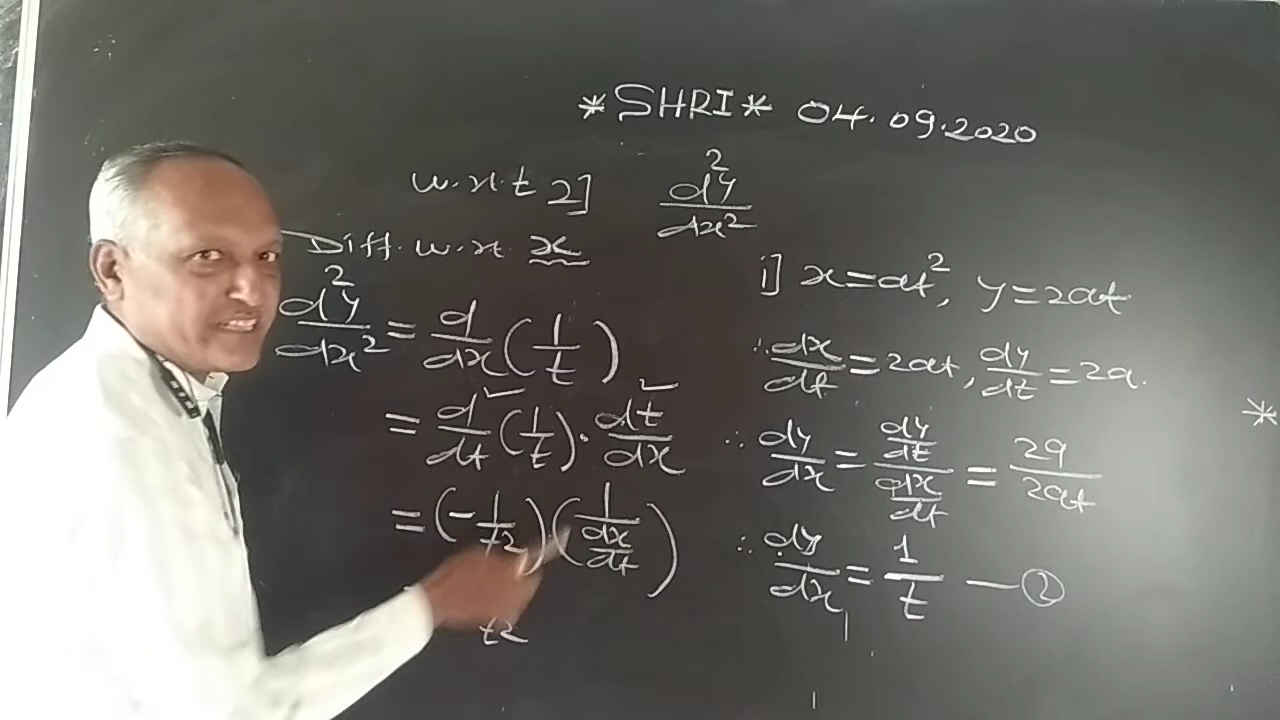 *SHRI* 04.09.2020
w.r.t 2] d²y/dx²
Diff. w.r.t. x
d²y/dx² = d/dx (1/t)
= d/dt (1/t) · dt/dx
= (-1/t2) · (1/(dx/dt))
t2
i] x=at², y=2at
∴ dx/dt = 2at, dy/dt = 2a.
∴ dy/dx = (dy/dt)/(dx/dt) = 2a/2at
∴ dy/dx = 1/t — ②
*